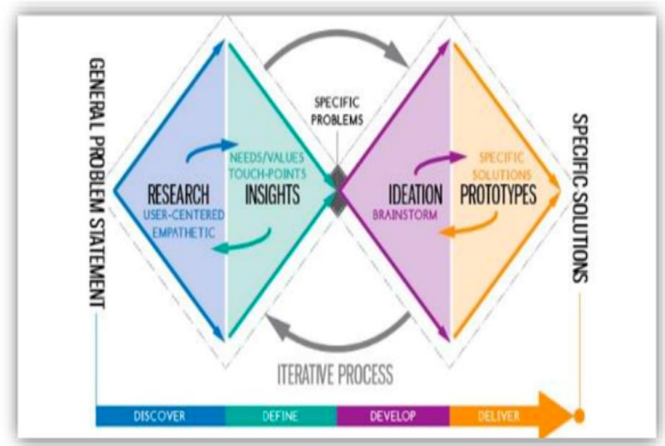 GENERAL PROBLEM STATEMENT
SPECIFIC
PROBLEMS
NEEDS/VALUES
TOUCH-POINTS
RESEARCH
INSIGHTS
USER-CENTERED
EMPATHETIC
SPECIFIC
SOLUTIONS
IDEATION
PROTOTYPES
BRAINSTORM
SPECIFIC SOLUTIONS
ITERATIVE PROCESS
DISCOVER
DEFINE
DEVELOP
DELIVER